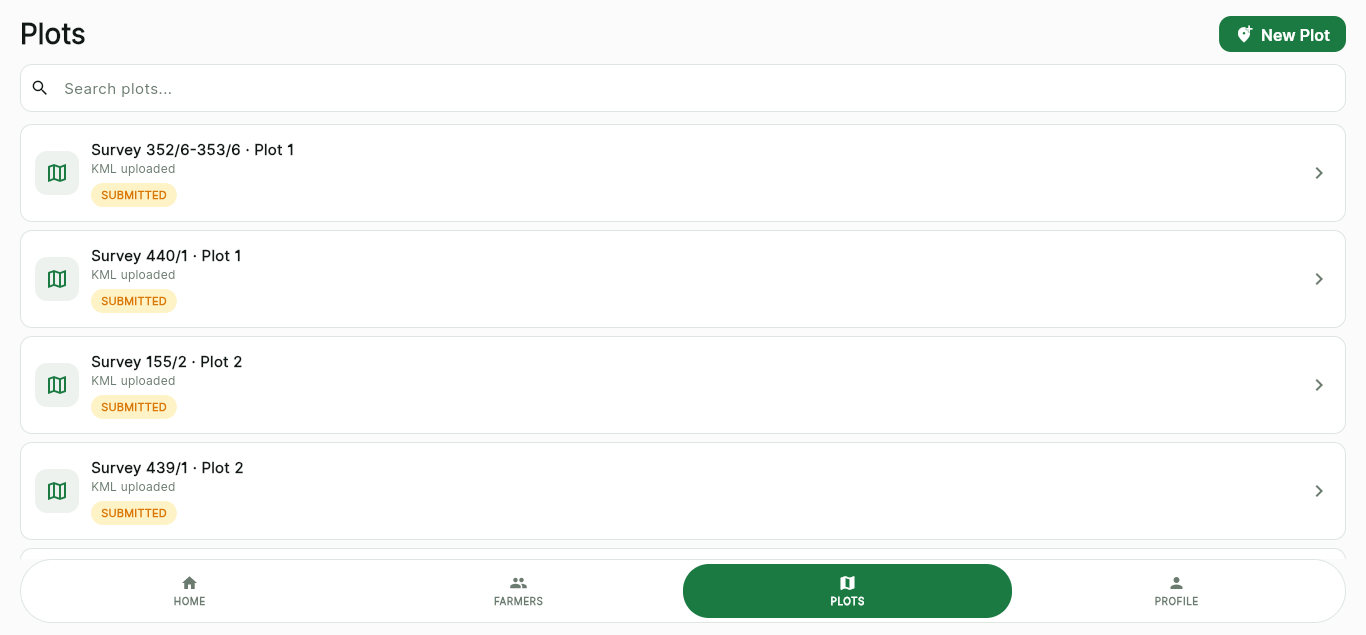 Plots
New Plot
Search plots...
Survey 352/6-353/6 · Plot 1
KML uploaded
SUBMITTED
Survey 440/1 · Plot 1
KML uploaded
SUBMITTED
Survey 155/2 · Plot 2
KML uploaded
SUBMITTED
Survey 439/1 · Plot 2
KML uploaded
SUBMITTED
HOME
FARMERS
PLOTS
PROFILE